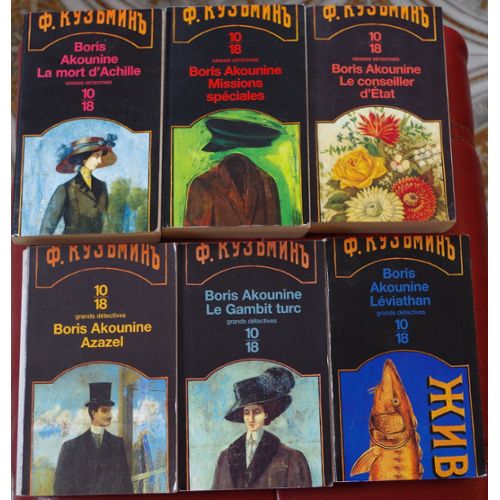 Ф. КУЗЬМИНЪ
Boris
Akounine
La mort d'Achille
GRANDS DÉTECTIVES
10
18
Ф. КУЗЬМИНЪ
10
18
GRANDS DÉTECTIVES
Boris Akounine
Missions
spéciales
Ф. КУЗЬМИНЪ
10
18
GRANDS DÉTECTIVES
Boris Akounine
Le conseiller
d'État
Ф. КУЗЬМИНЪ
10
18
grands détectives
Boris Akounine
Azazel
Ф. КУЗЬМИНЪ
Boris Akounine
Le Gambit turc
grands détectives
10
18
Ф. КУЗЬМИНЪ
Boris
Akounine
Léviathan
grands détectives
10
18
ЖИВ